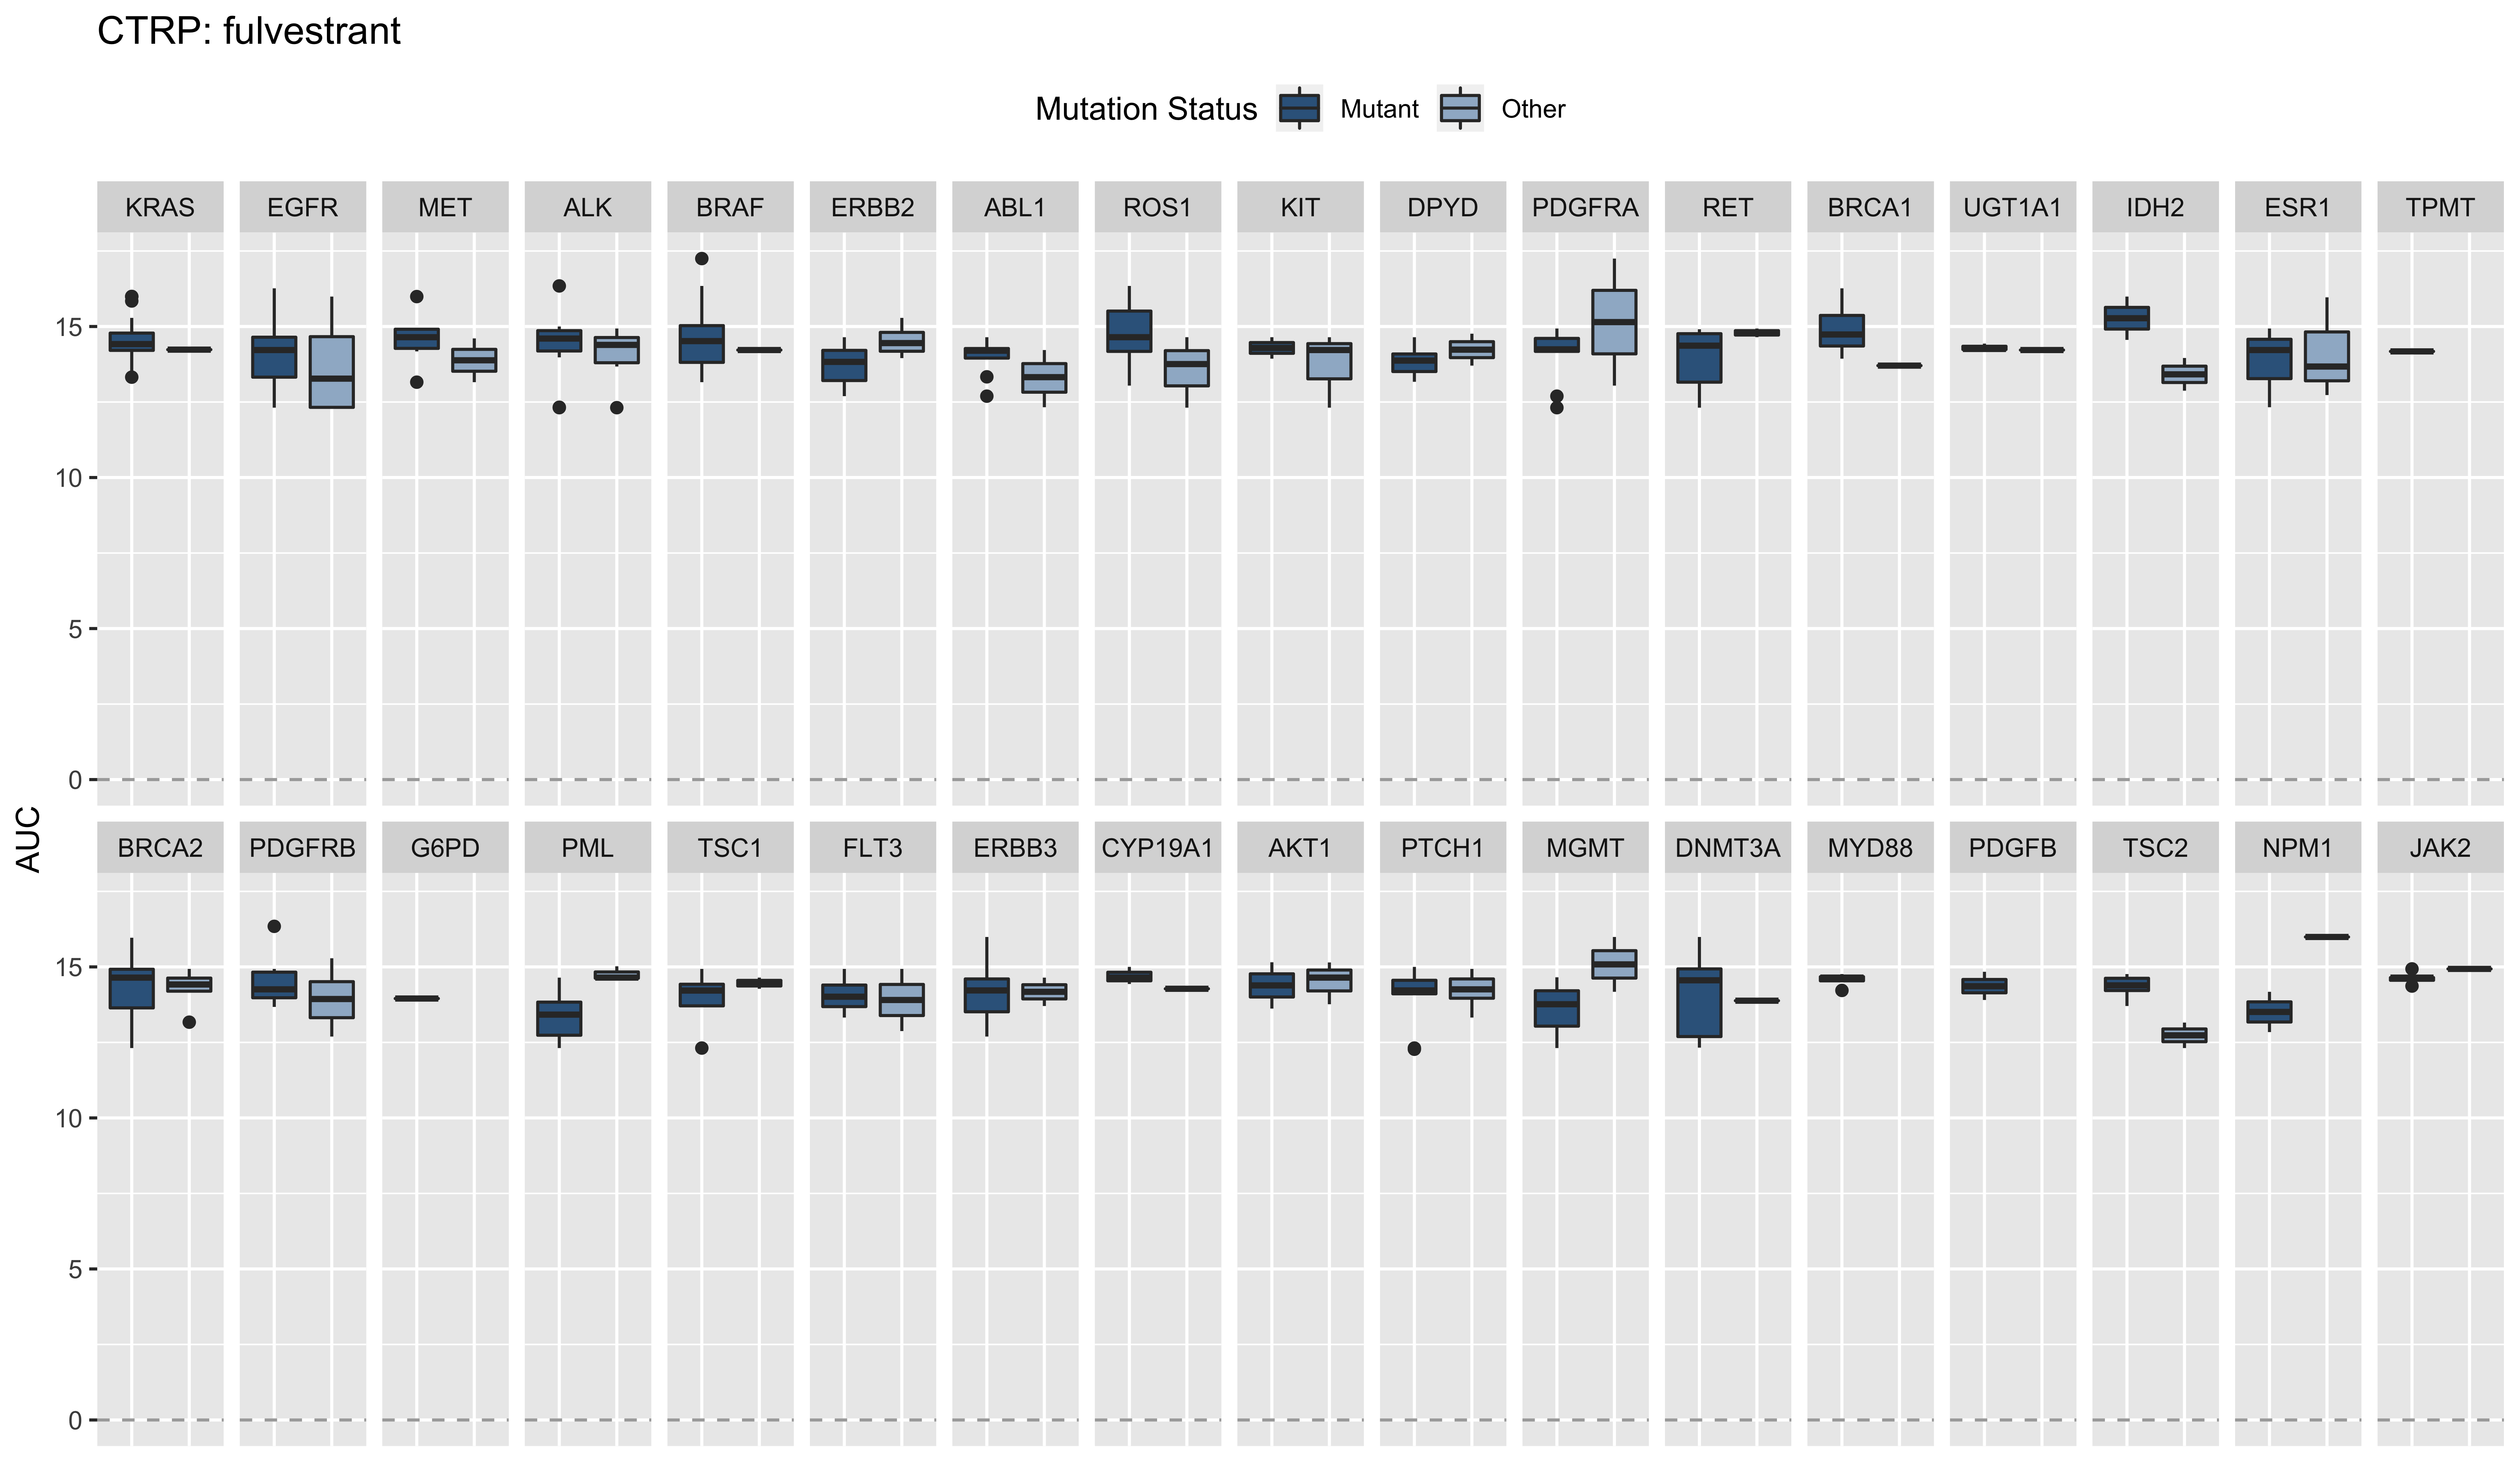 CTRP: fulvestrant
Mutation Status Mutant Other
KRAS EGFR MET ALK BRAF ERBB2 ABL1 ROS1 KIT DPYD PDGFRA RET BRCA1 UGT1A1 IDH2 ESR1 TPMT
15
10
5
0
AUC
BRCA2 PDGFRB G6PD PML TSC1 FLT3 ERBB3 CYP19A1 AKT1 PTCH1 MGMT DNMT3A MYD88 PDGFB TSC2 NPM1 JAK2
15
10
5
0